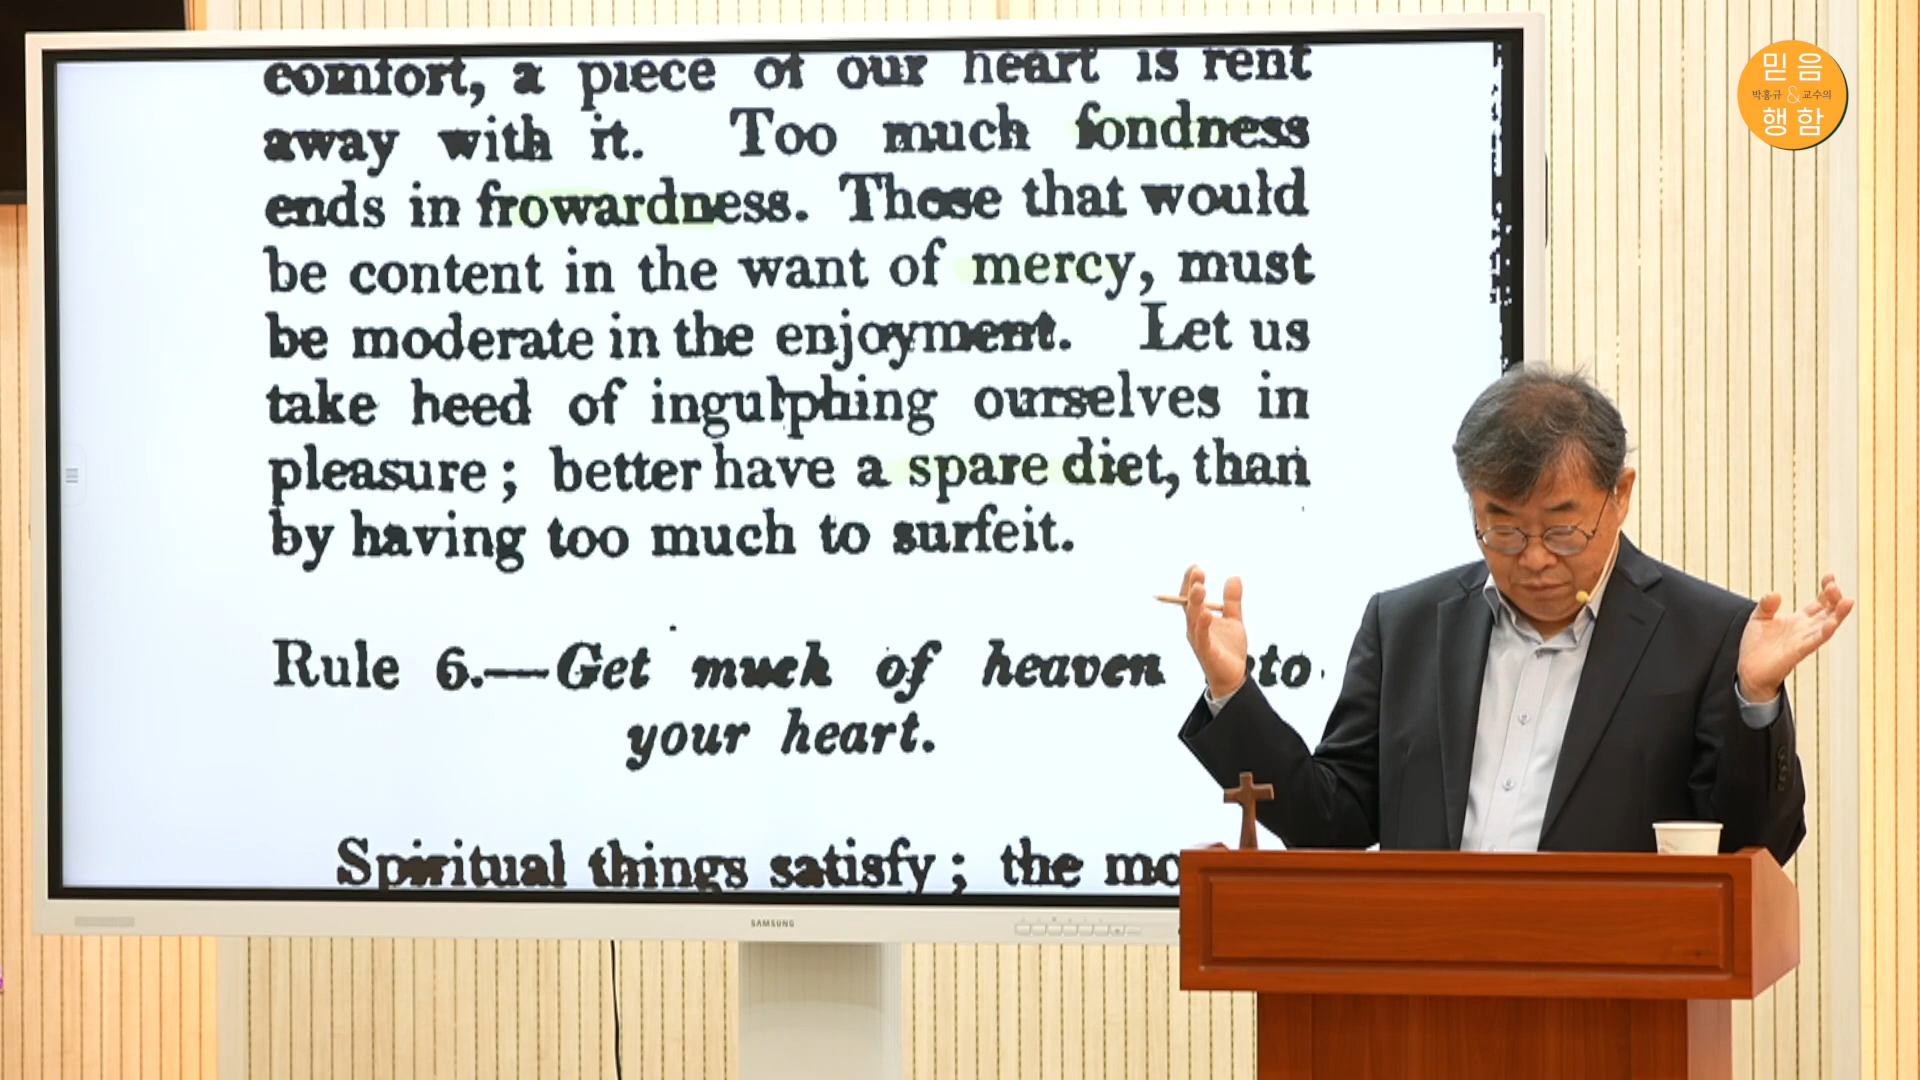 comfort, a piece of our heart is rent
away with it. Too much fondness
ends in frowardness. Those that would
be content in the want of mercy, must
be moderate in the enjoyment. Let us
take heed of ingulphing ourselves in
pleasure; better have a spare diet, than
by having too much to surfeit.
Rule 6.—Get much of heaven to
your heart.
Spiritual things satisfy; the mo
SAMSUNG
믿음
박홍규 & 교수의
행함